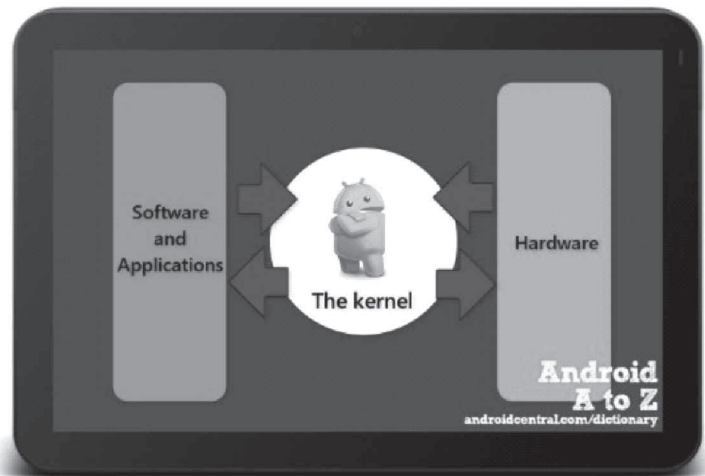 Software
and
Applications
The kernel
Hardware
Android
A to Z
androidcentral.com/dictionary